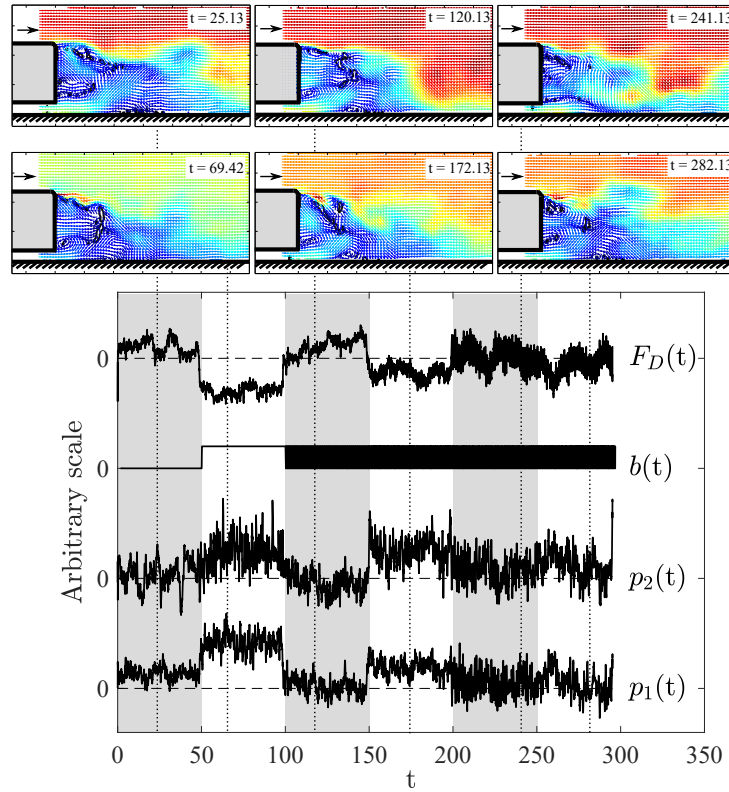 t = 25.13
t = 120.13
t = 241.13
t = 69.42
t = 172.13
t = 282.13
0
F_D(t)
0
b(t)
0
p_2(t)
0
p_1(t)
Arbitrary scale
0 50 100 150 200 250 300 350
t